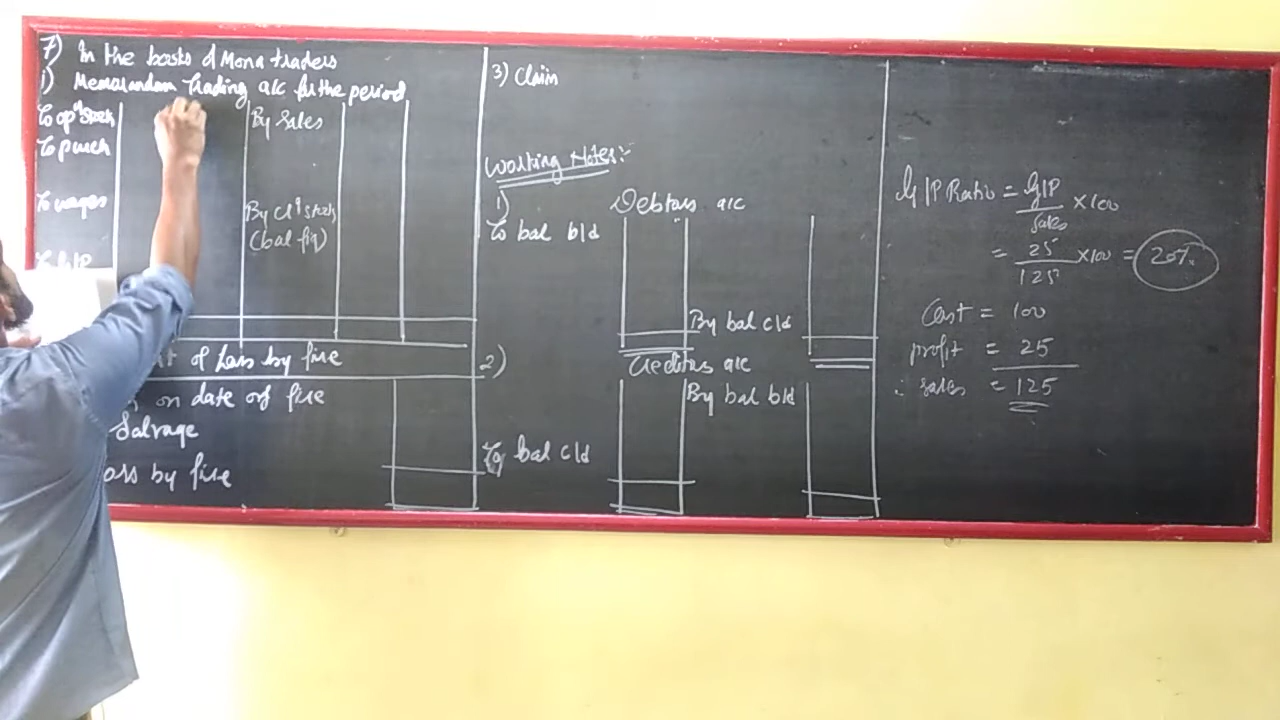 7) In the books of Mona traders
1) Memorandum Trading a/c for the period
To opg stock
By Sales
To purch
To wages
By clg stock
(bal fig)
To G/P
of Loss by fire
on date of fire
Salvage
oss by fire
3) Claim
Working Notes:-
1)
Debtors a/c
To bal b/d
By bal c/d
2)
Creditors a/c
By bal b/d
To bal c/d
G/P Ratio = G/P / Sales × 100
= 25 / 125 × 100 = 20%
Cost = 100
profit = 25
∴ Sales = 125